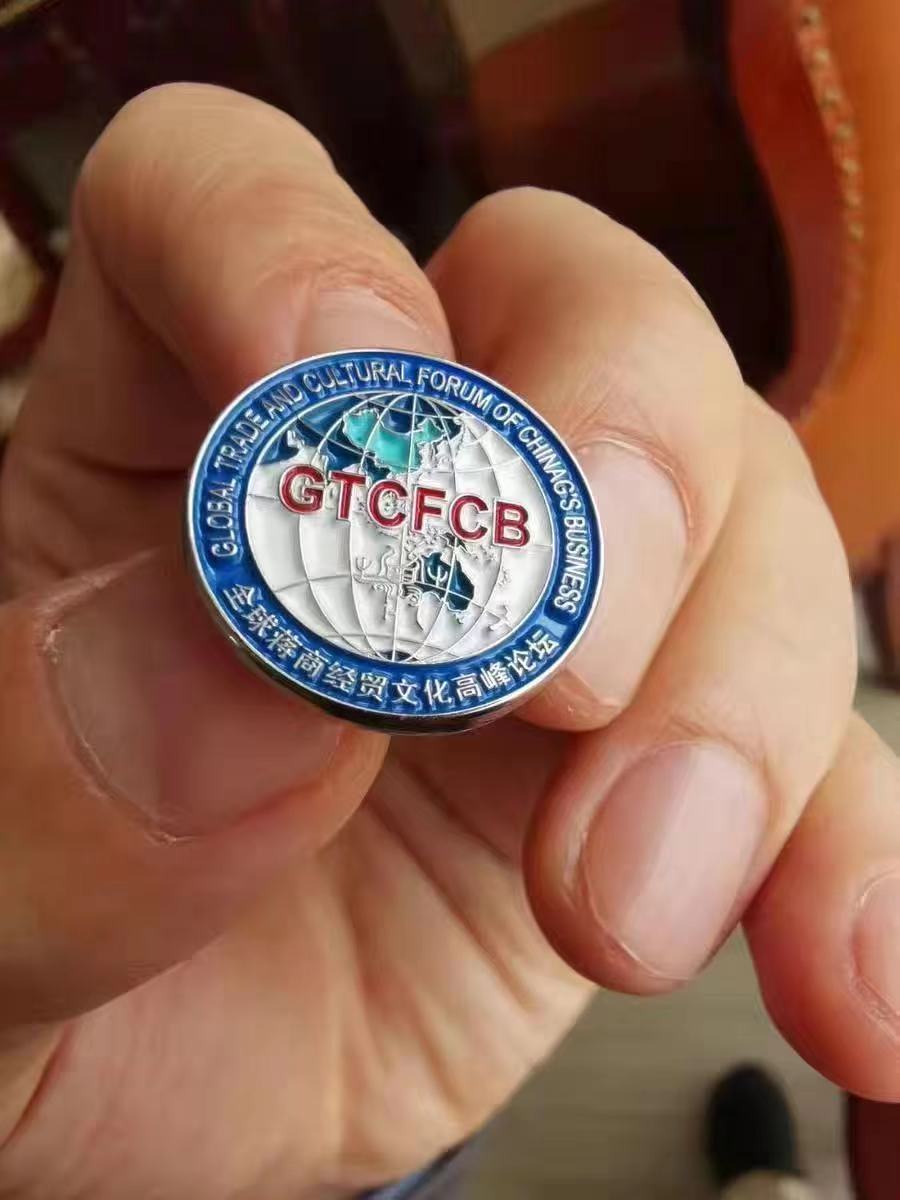 GLOBAL TRADE AND CULTURAL FORUM OF CHINAG'S BUSINESS
GTCFCB
全球蒋商经贸文化高峰论坛